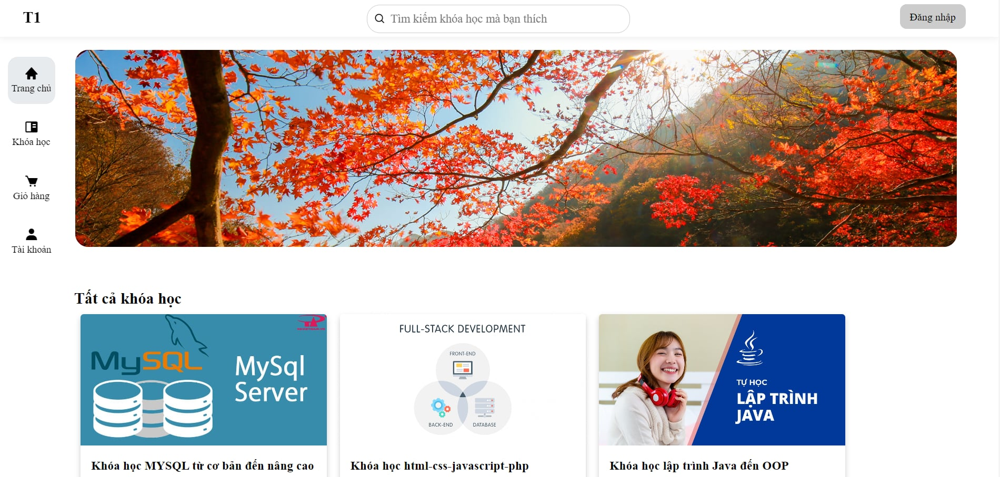 T1
Tìm kiếm khóa học mà bạn thích
Đăng nhập
Trang chủ
Khóa học
Giỏ hàng
Tài khoản
Tất cả khóa học
MySQL
MySql
Server
FULL-STACK DEVELOPMENT
FRONT-END
BACK-END
DATABASE
TỰ HỌC
LẬP TRÌNH
JAVA
Khóa học MYSQL từ cơ bản đến nâng cao
Khóa học html-css-javascript-php
Khóa học lập trình Java đến OOP